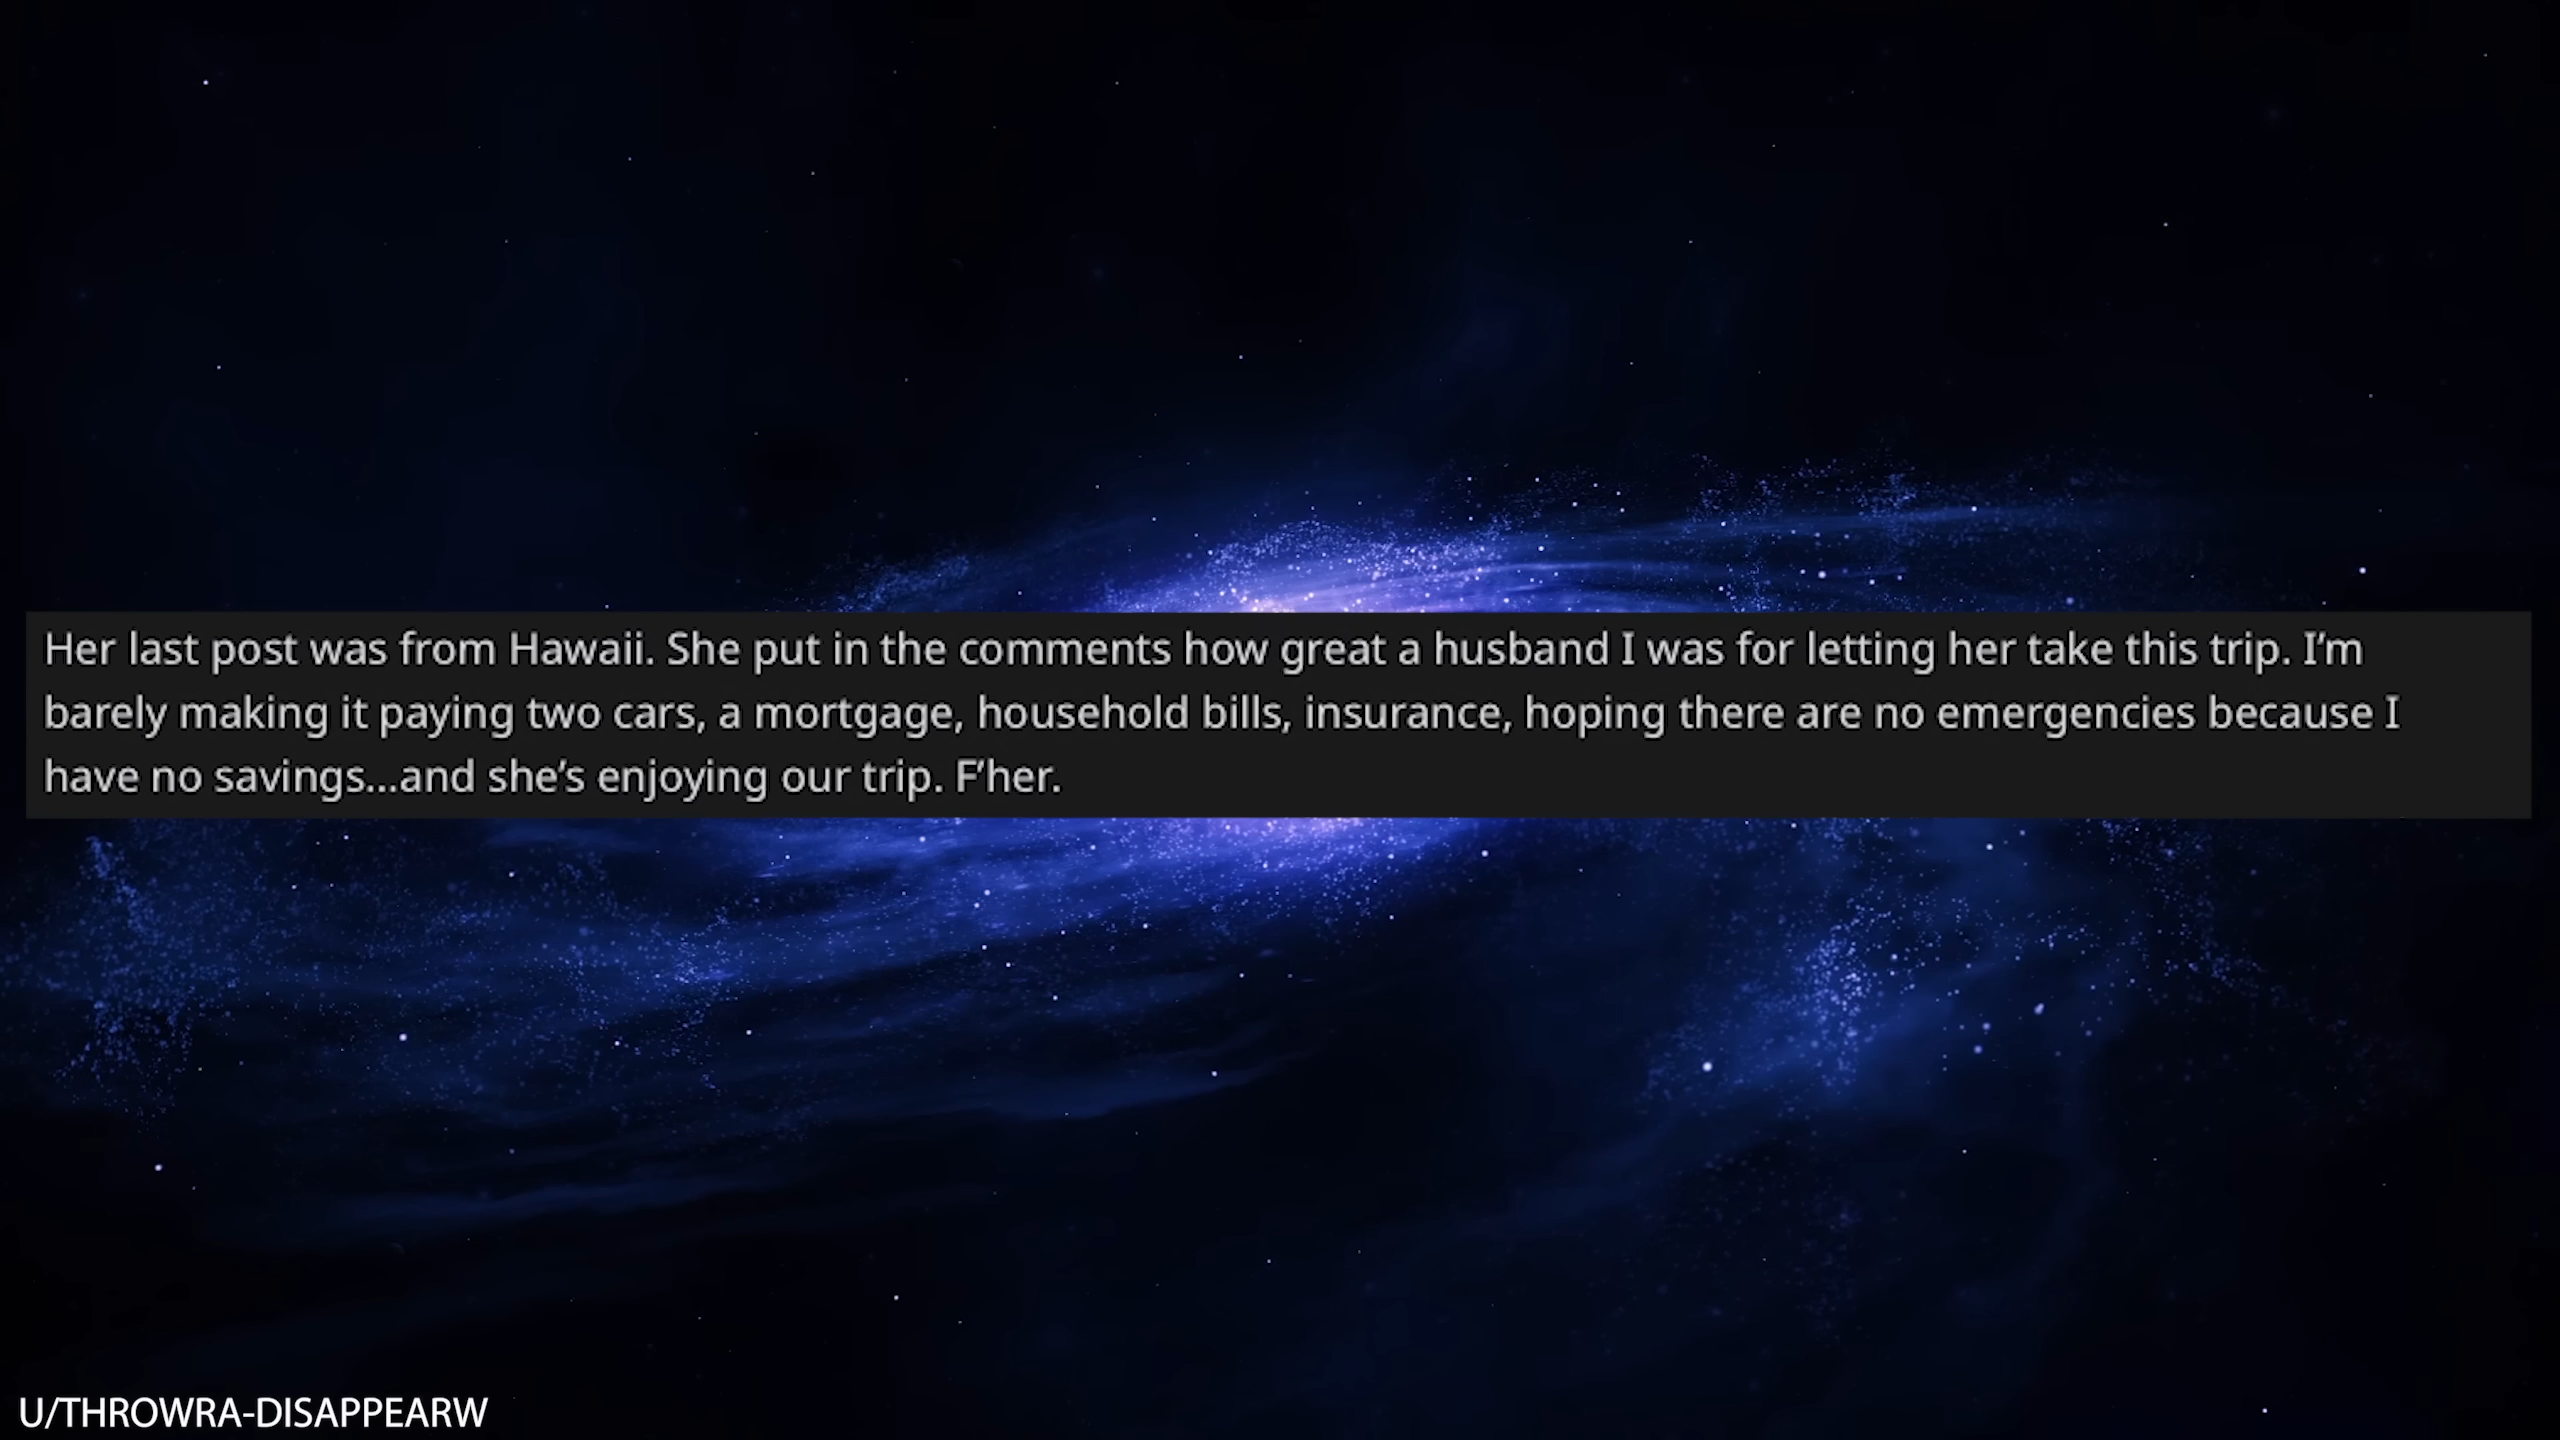 Her last post was from Hawaii. She put in the comments how great a husband I was for letting her take this trip. I’m
barely making it paying two cars, a mortgage, household bills, insurance, hoping there are no emergencies because I
have no savings...and she’s enjoying our trip. F’her.
U/THROWRA-DISAPPEARW